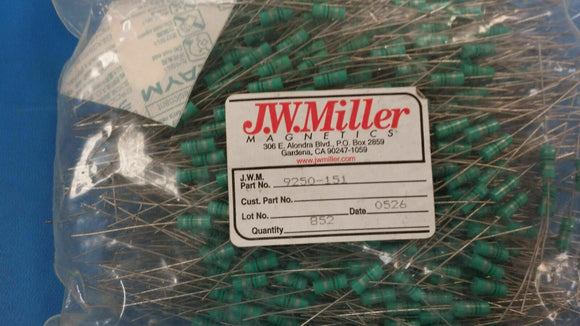 J.W.Miller
MAGNETICS
306 E. Alondra Blvd., P.O. Box 2859
Gardena, CA 90247-1059
www.jwmiller.com
J.W.M.
Part No. 9250-151
Cust. Part No.
Lot No. Date 0526
852
Quantity